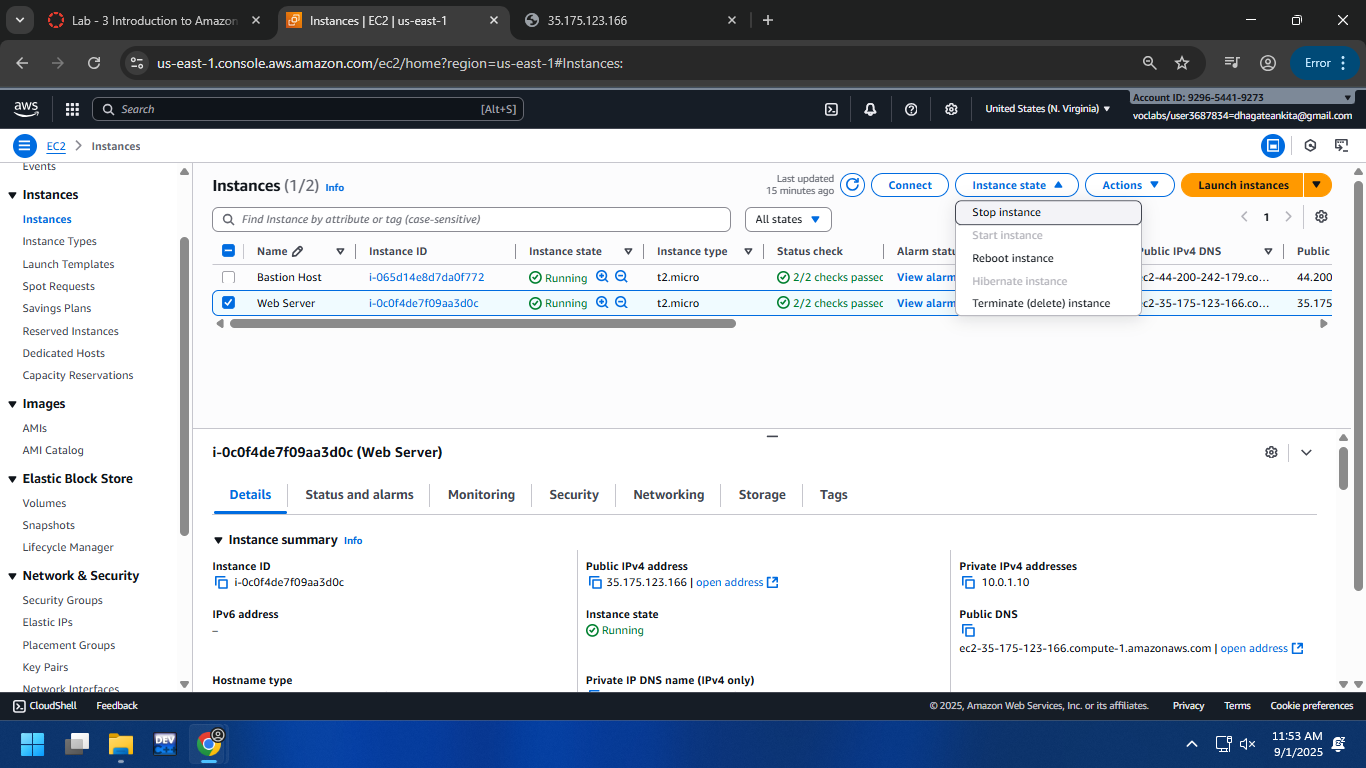 Lab - 3 Introduction to Amazon
Instances | EC2 | us-east-1
35.175.123.166
us-east-1.console.aws.amazon.com/ec2/home?region=us-east-1#Instances:
Error
aws
Search
[Alt+S]
United States (N. Virginia)
Account ID: 9296-5441-9273
voclabs/user3687834=dhagateankita@gmail.com
EC2
Instances
Events
Instances
Instances
Instance Types
Launch Templates
Spot Requests
Savings Plans
Reserved Instances
Dedicated Hosts
Capacity Reservations
Images
AMIs
AMI Catalog
Elastic Block Store
Volumes
Snapshots
Lifecycle Manager
Network & Security
Security Groups
Elastic IPs
Placement Groups
Key Pairs
Network Interfaces
Instances (1/2) Info
Last updated
15 minutes ago
Connect
Instance state
Actions
Launch instances
Find Instance by attribute or tag (case-sensitive)
All states
1
Stop instance
Start instance
Reboot instance
Hibernate instance
Terminate (delete) instance
Name Instance ID Instance state Instance type Status check Alarm statu Public IPv4 DNS Public
Bastion Host i-065d14e8d7da0f772 Running t2.micro 2/2 checks passed View alarm ec2-44-200-242-179.co... 44.200
Web Server i-0c0f4de7f09aa3d0c Running t2.micro 2/2 checks passed View alarm ec2-35-175-123-166.co... 35.175
i-0c0f4de7f09aa3d0c (Web Server)
Details
Status and alarms
Monitoring
Security
Networking
Storage
Tags
Instance summary Info
Instance ID
i-0c0f4de7f09aa3d0c
Public IPv4 address
35.175.123.166 | open address
Private IPv4 addresses
10.0.1.10
IPv6 address
–
Instance state
Running
Public DNS
ec2-35-175-123-166.compute-1.amazonaws.com | open address
Hostname type
Private IP DNS name (IPv4 only)
CloudShell
Feedback
© 2025, Amazon Web Services, Inc. or its affiliates.
Privacy
Terms
Cookie preferences
DEV
11:53 AM
9/1/2025